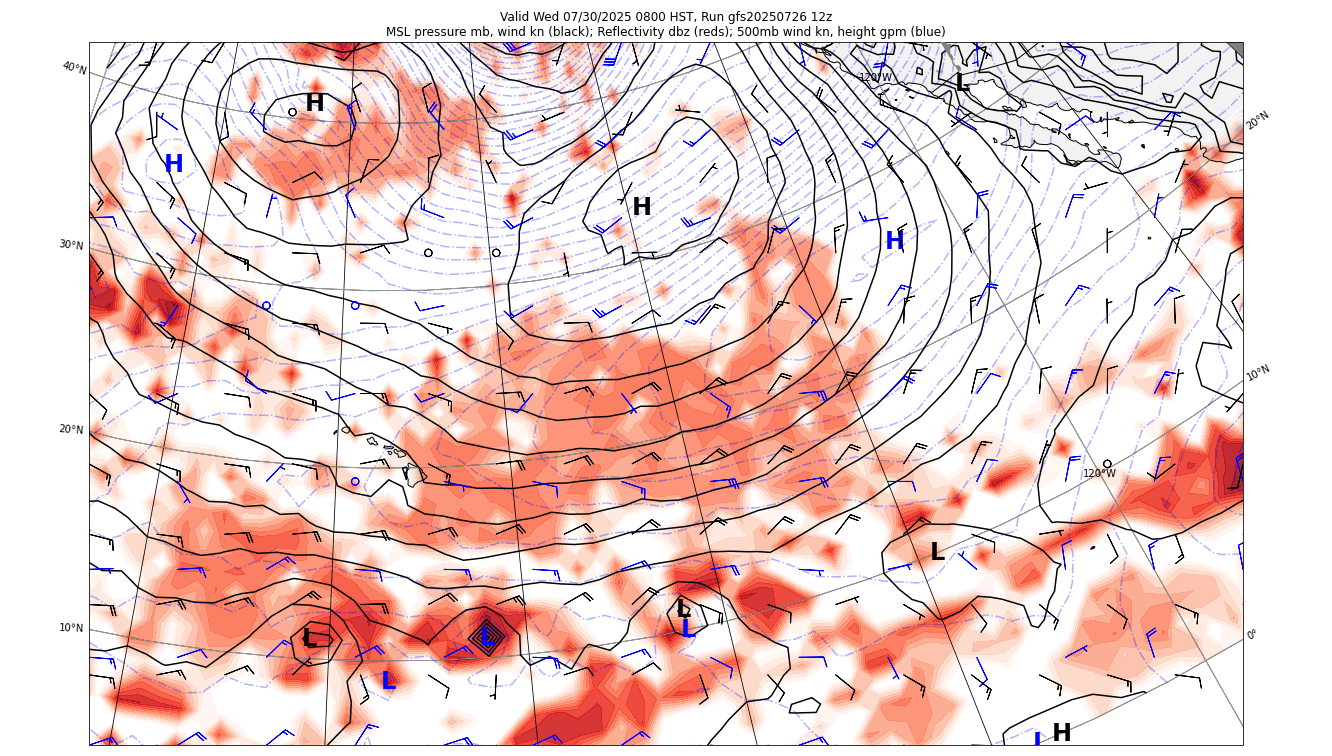 Valid Wed 07/30/2025 0800 HST, Run gfs20250726 12z
MSL pressure mb, wind kn (black); Reflectivity dbz (reds); 500mb wind kn, height gpm (blue)
40°N
120°W
L
H
20°N
H
H
H
30°N
10°N
20°N
120°W
L
L
10°N
L
L
L
0°
L
H
L